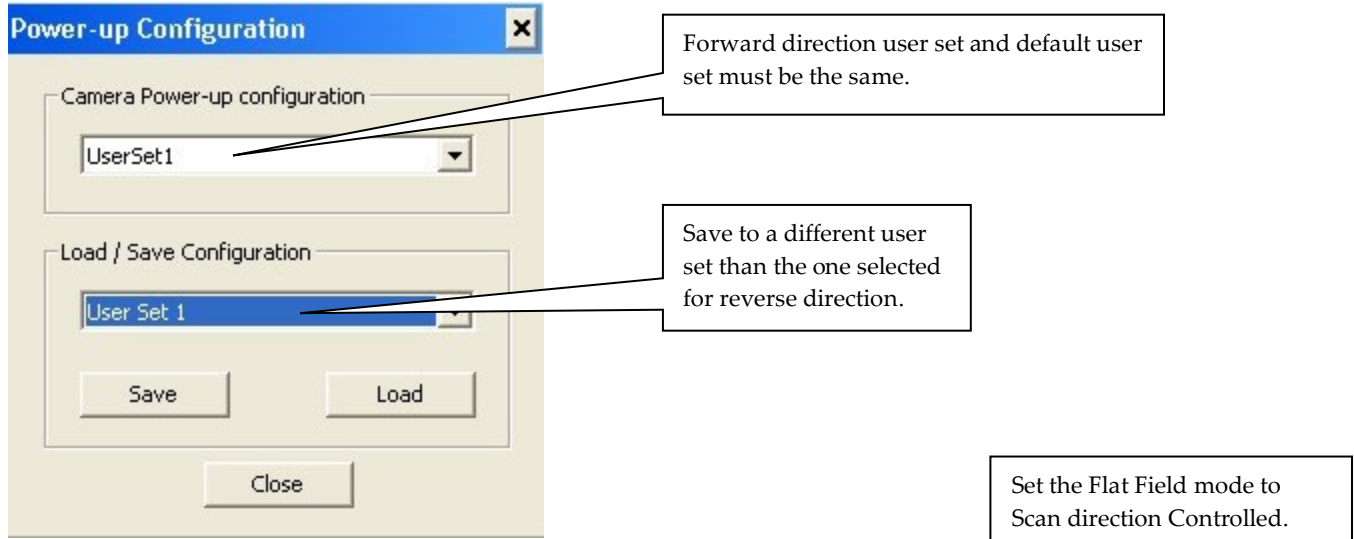 Power-up Configuration
Forward direction user set and default user
set must be the same.
Camera Power-up configuration
UserSet1
Save to a different user
set than the one selected
for reverse direction.
Load / Save Configuration
User Set 1
Save
Load
Close
Set the Flat Field mode to
Scan direction Controlled.